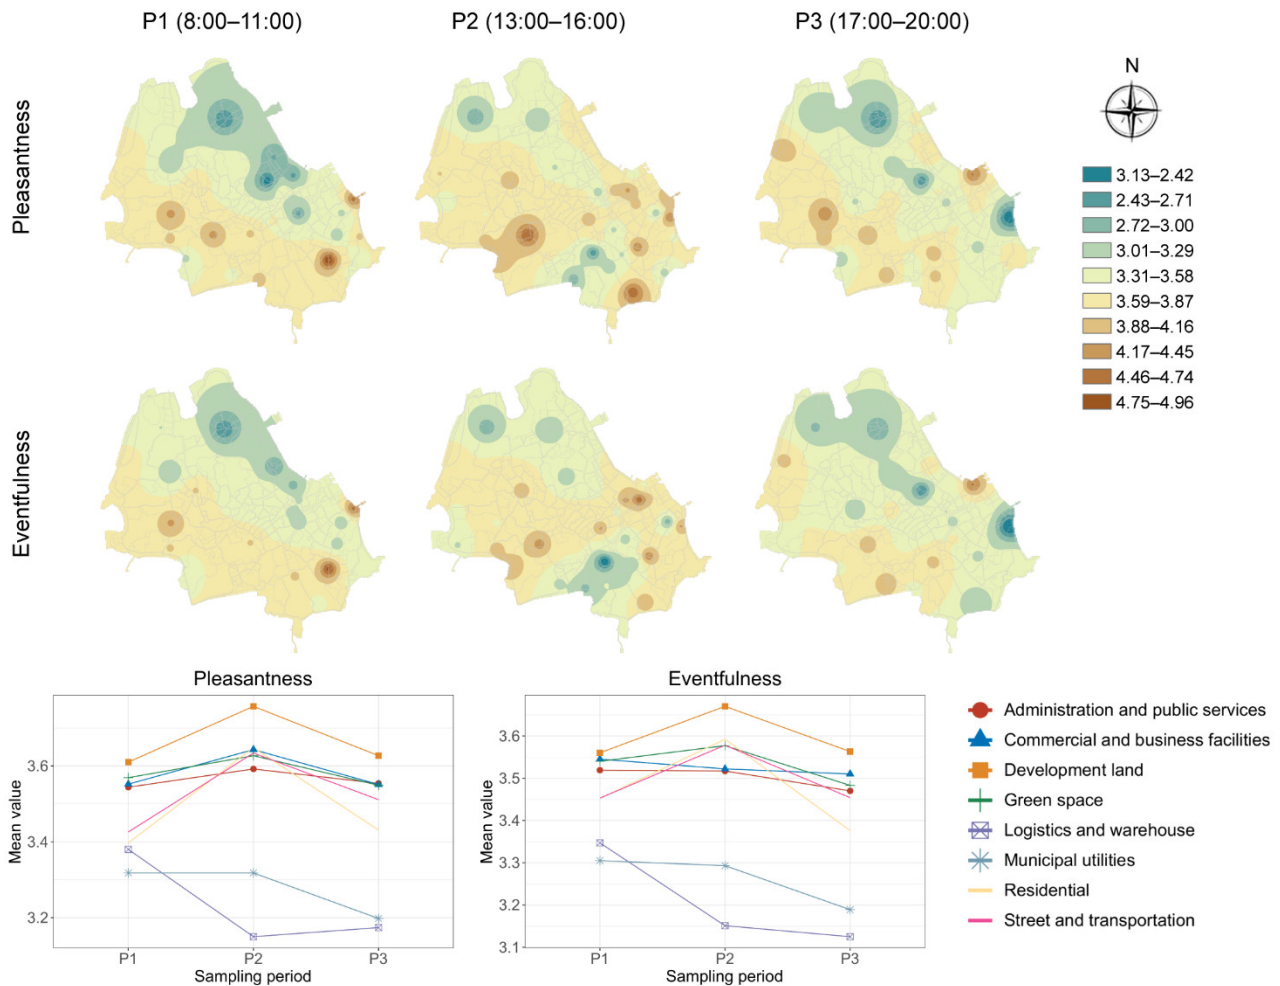 P1 (8:00–11:00)
P2 (13:00–16:00)
P3 (17:00–20:00)
N
Pleasantness
3.13–2.42
2.43–2.71
2.72–3.00
3.01–3.29
3.31–3.58
3.59–3.87
3.88–4.16
4.17–4.45
4.46–4.74
4.75–4.96
Eventfulness
Pleasantness
Mean value
3.6
3.4
3.2
P1
P2
P3
Sampling period
Eventfulness
Mean value
3.6
3.5
3.4
3.3
3.2
3.1
P1
P2
P3
Sampling period
Administration and public services
Commercial and business facilities
Development land
Green space
Logistics and warehouse
Municipal utilities
Residential
Street and transportation